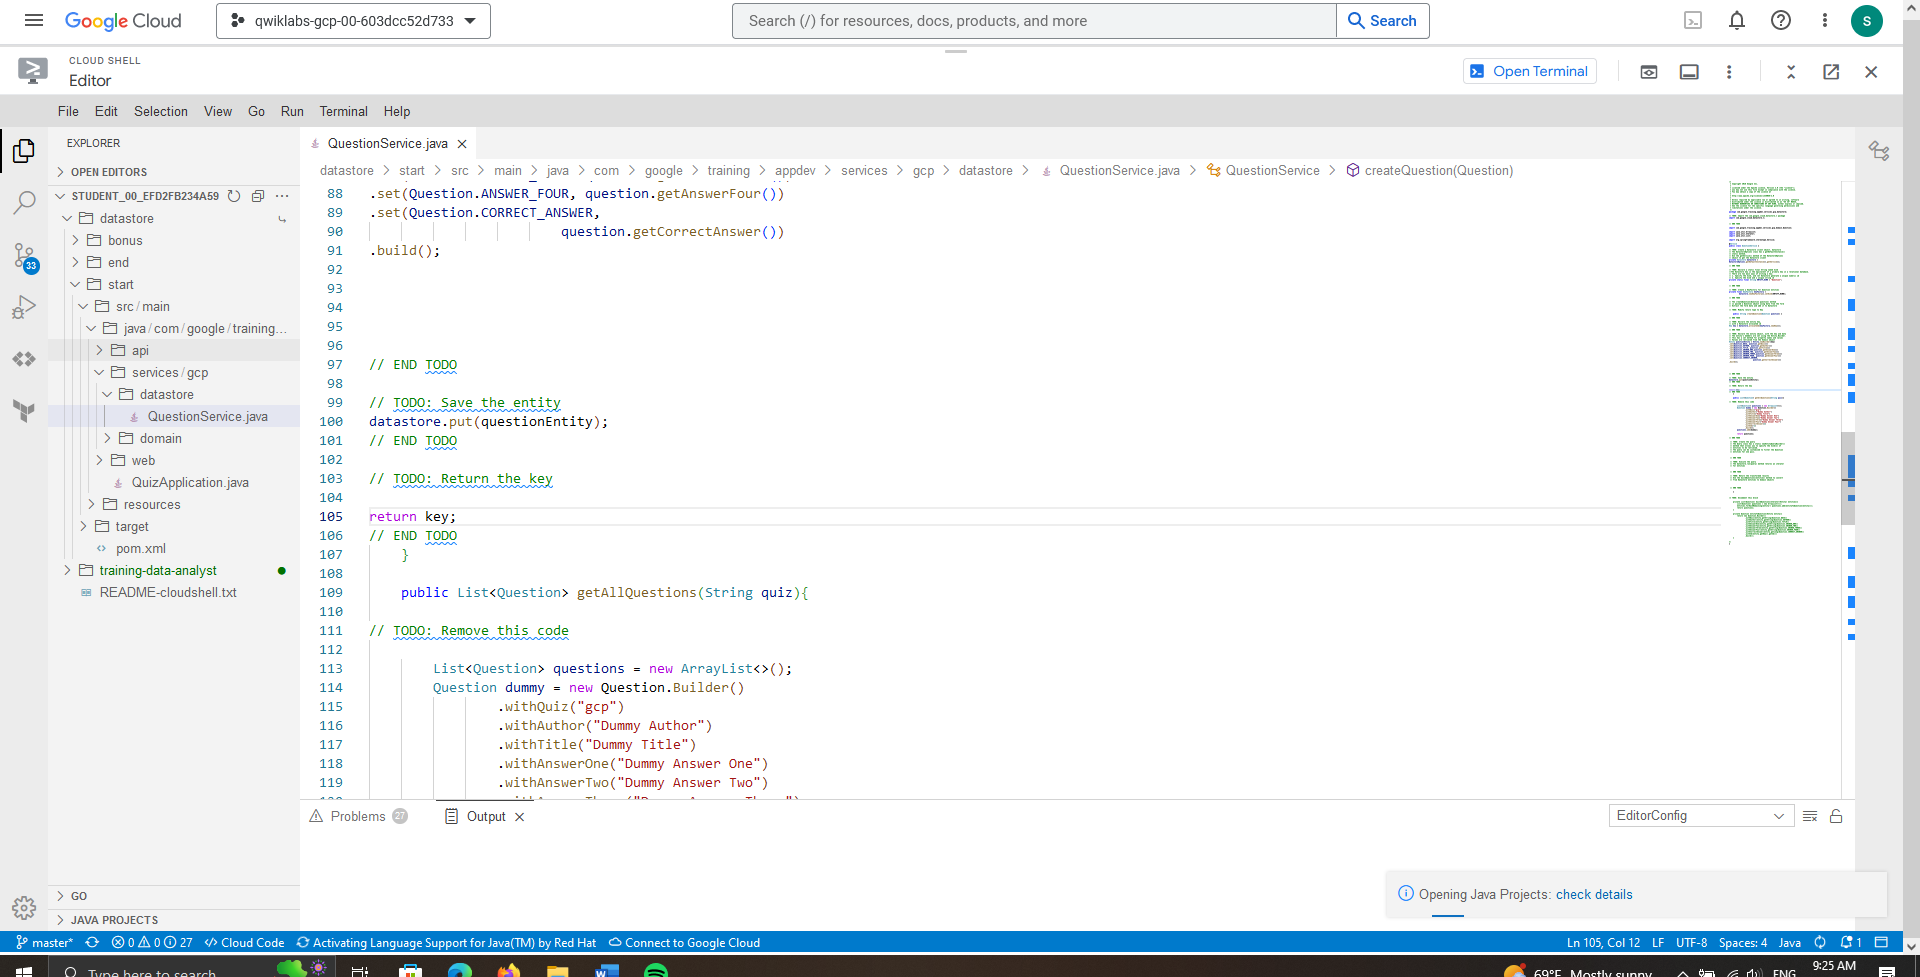 Google Cloud
qwiklabs-gcp-00-603dcc52d733
Search (/) for resources, docs, products, and more
Search
S
CLOUD SHELL
Editor
Open Terminal
File Edit Selection View Go Run Terminal Help
EXPLORER
OPEN EDITORS
STUDENT_00_EFD2FB234A59
datastore
bonus
end
start
src/main
java/com/google/training...
api
services/gcp
datastore
QuestionService.java
domain
web
QuizApplication.java
resources
target
pom.xml
training-data-analyst
README-cloudshell.txt
GO
JAVA PROJECTS
33
QuestionService.java
datastore > start > src > main > java > com > google > training > appdev > services > gcp > datastore > QuestionService.java > QuestionService > createQuestion(Question)
88 .set(Question.ANSWER_FOUR, question.getAnswerFour())
89 .set(Question.CORRECT_ANSWER,
90 question.getCorrectAnswer())
91 .build();
92
93
94
95
96
97 // END TODO
98
99 // TODO: Save the entity
100 datastore.put(questionEntity);
101 // END TODO
102
103 // TODO: Return the key
104
105 return key;
106 // END TODO
107 }
108
109 public List<Question> getAllQuestions(String quiz){
110
111 // TODO: Remove this code
112
113 List<Question> questions = new ArrayList<>();
114 Question dummy = new Question.Builder()
115 .withQuiz("gcp")
116 .withAuthor("Dummy Author")
117 .withTitle("Dummy Title")
118 .withAnswerOne("Dummy Answer One")
119 .withAnswerTwo("Dummy Answer Two")
Problems 27
Output
EditorConfig
Opening Java Projects: check details
master* 0 0 27 Cloud Code Activating Language Support for Java(TM) by Red Hat Connect to Google Cloud
Ln 105, Col 12 LF UTF-8 Spaces: 4 Java 1
Type here to search
69°F Mostly sunny
ENG
9:25 AM